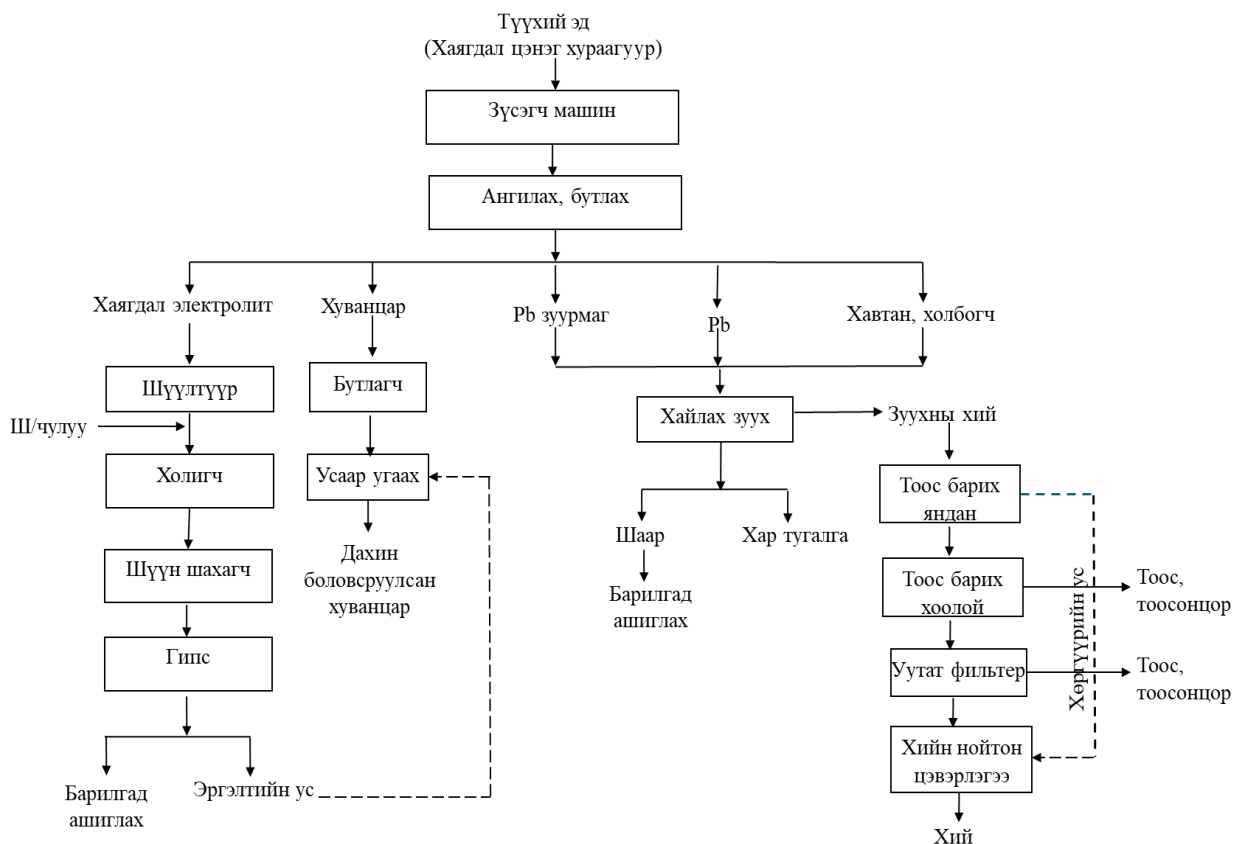 Түүхий эд
(Хаягдал цэнэг хураагуур)
Зүсэгч машин
Ангилах, бутлах
Хаягдал электролит
Хуванцар
Pb зуурмаг
Pb
Хавтан, холбогч
Шүүлтүүр
Бутлагч
Ш/чулуу
Хайлах зуух
Зуухны хий
Холигч
Усаар угаах
Тоос барих
яндан
Шаар
Хар тугалга
Шүүн шахагч
Дахин
боловсруулсан
хуванцар
Барилгад
ашиглах
Тоос барих
хоолой
Тоос,
тоосонцор
Хөргүүрийн ус
Гипс
Уутат фильтер
Тоос,
тоосонцор
Хийн нойтон
цэвэрлэгээ
Барилгад
ашиглах
Эргэлтийн ус
Хий